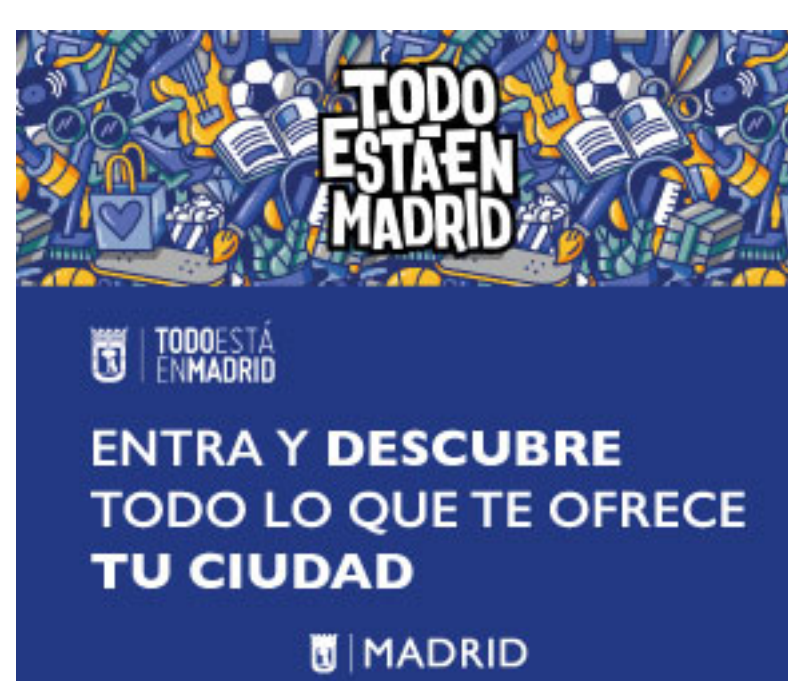 TODO
ESTÁ EN
MADRID
TODOESTÁ
ENMADRID
ENTRA Y DESCUBRE
TODO LO QUE TE OFRECE
TU CIUDAD
MADRID